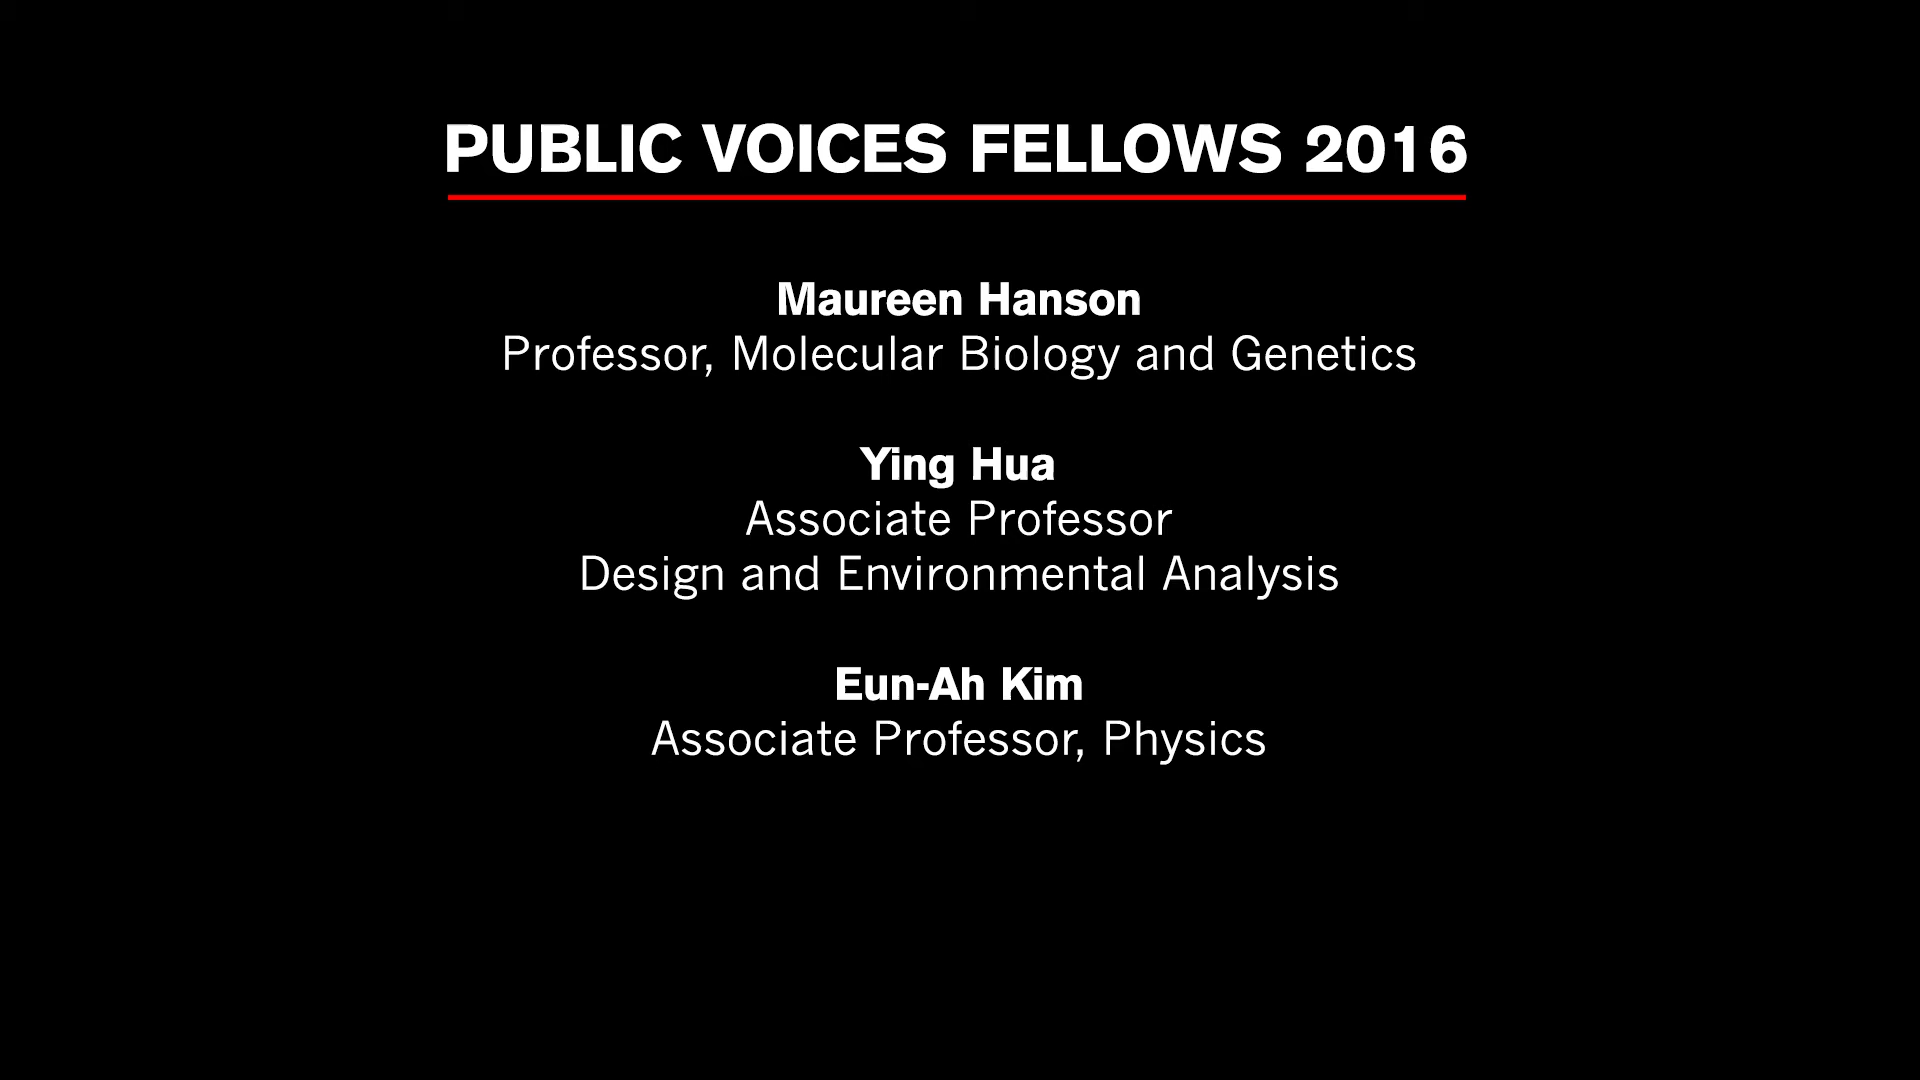 PUBLIC VOICES FELLOWS 2016
Maureen Hanson
Professor, Molecular Biology and Genetics
Ying Hua
Associate Professor
Design and Environmental Analysis
Eun-Ah Kim
Associate Professor, Physics